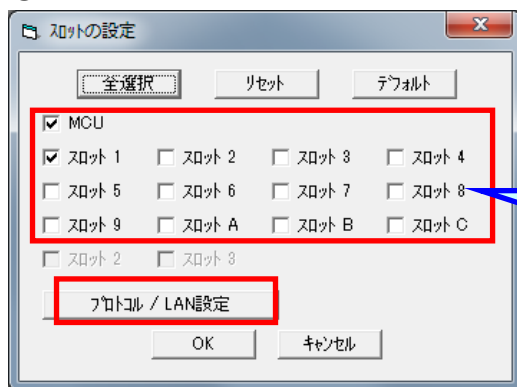 ｽﾛｯﾄの設定
全選択 ﾘｾｯﾄ ﾃﾞﾌｫﾙﾄ
MCU
ｽﾛｯﾄ 1 ｽﾛｯﾄ 2 ｽﾛｯﾄ 3 ｽﾛｯﾄ 4
ｽﾛｯﾄ 5 ｽﾛｯﾄ 6 ｽﾛｯﾄ 7 ｽﾛｯﾄ 8
ｽﾛｯﾄ 9 ｽﾛｯﾄ A ｽﾛｯﾄ B ｽﾛｯﾄ C
ｽﾛｯﾄ 2 ｽﾛｯﾄ 3
ﾌﾟﾛﾄｺﾙ / LAN設定
OK ｷｬﾝｾﾙ